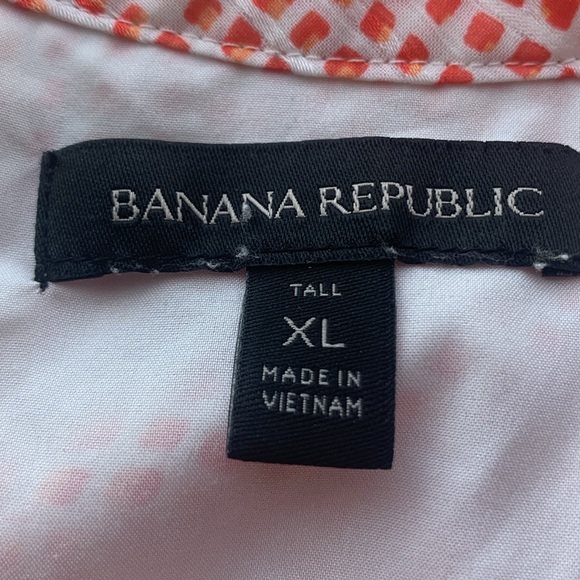 BANANA REPUBLIC
TALL
XL
MADE IN
VIETNAM